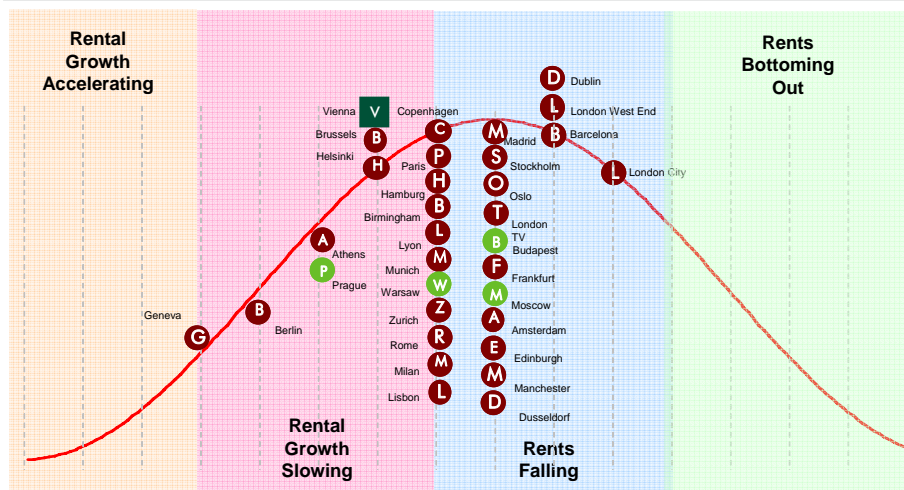 Rental
Growth
Accelerating
Rents
Bottoming
Out
D Dublin
Vienna V
Copenhagen
L London West End
Brussels B
C
M Madrid
B Barcelona
Helsinki H
Paris P
S Stockholm
L London City
Hamburg H
O Oslo
Birmingham B
T London
TV
A Athens
Lyon L
B Budapest
P Prague
Munich M
F Frankfurt
Warsaw W
M Moscow
Geneva G
B Berlin
Zurich Z
A Amsterdam
Rome R
E Edinburgh
Milan M
M Manchester
Lisbon L
D Dusseldorf
Rental
Growth
Slowing
Rents
Falling